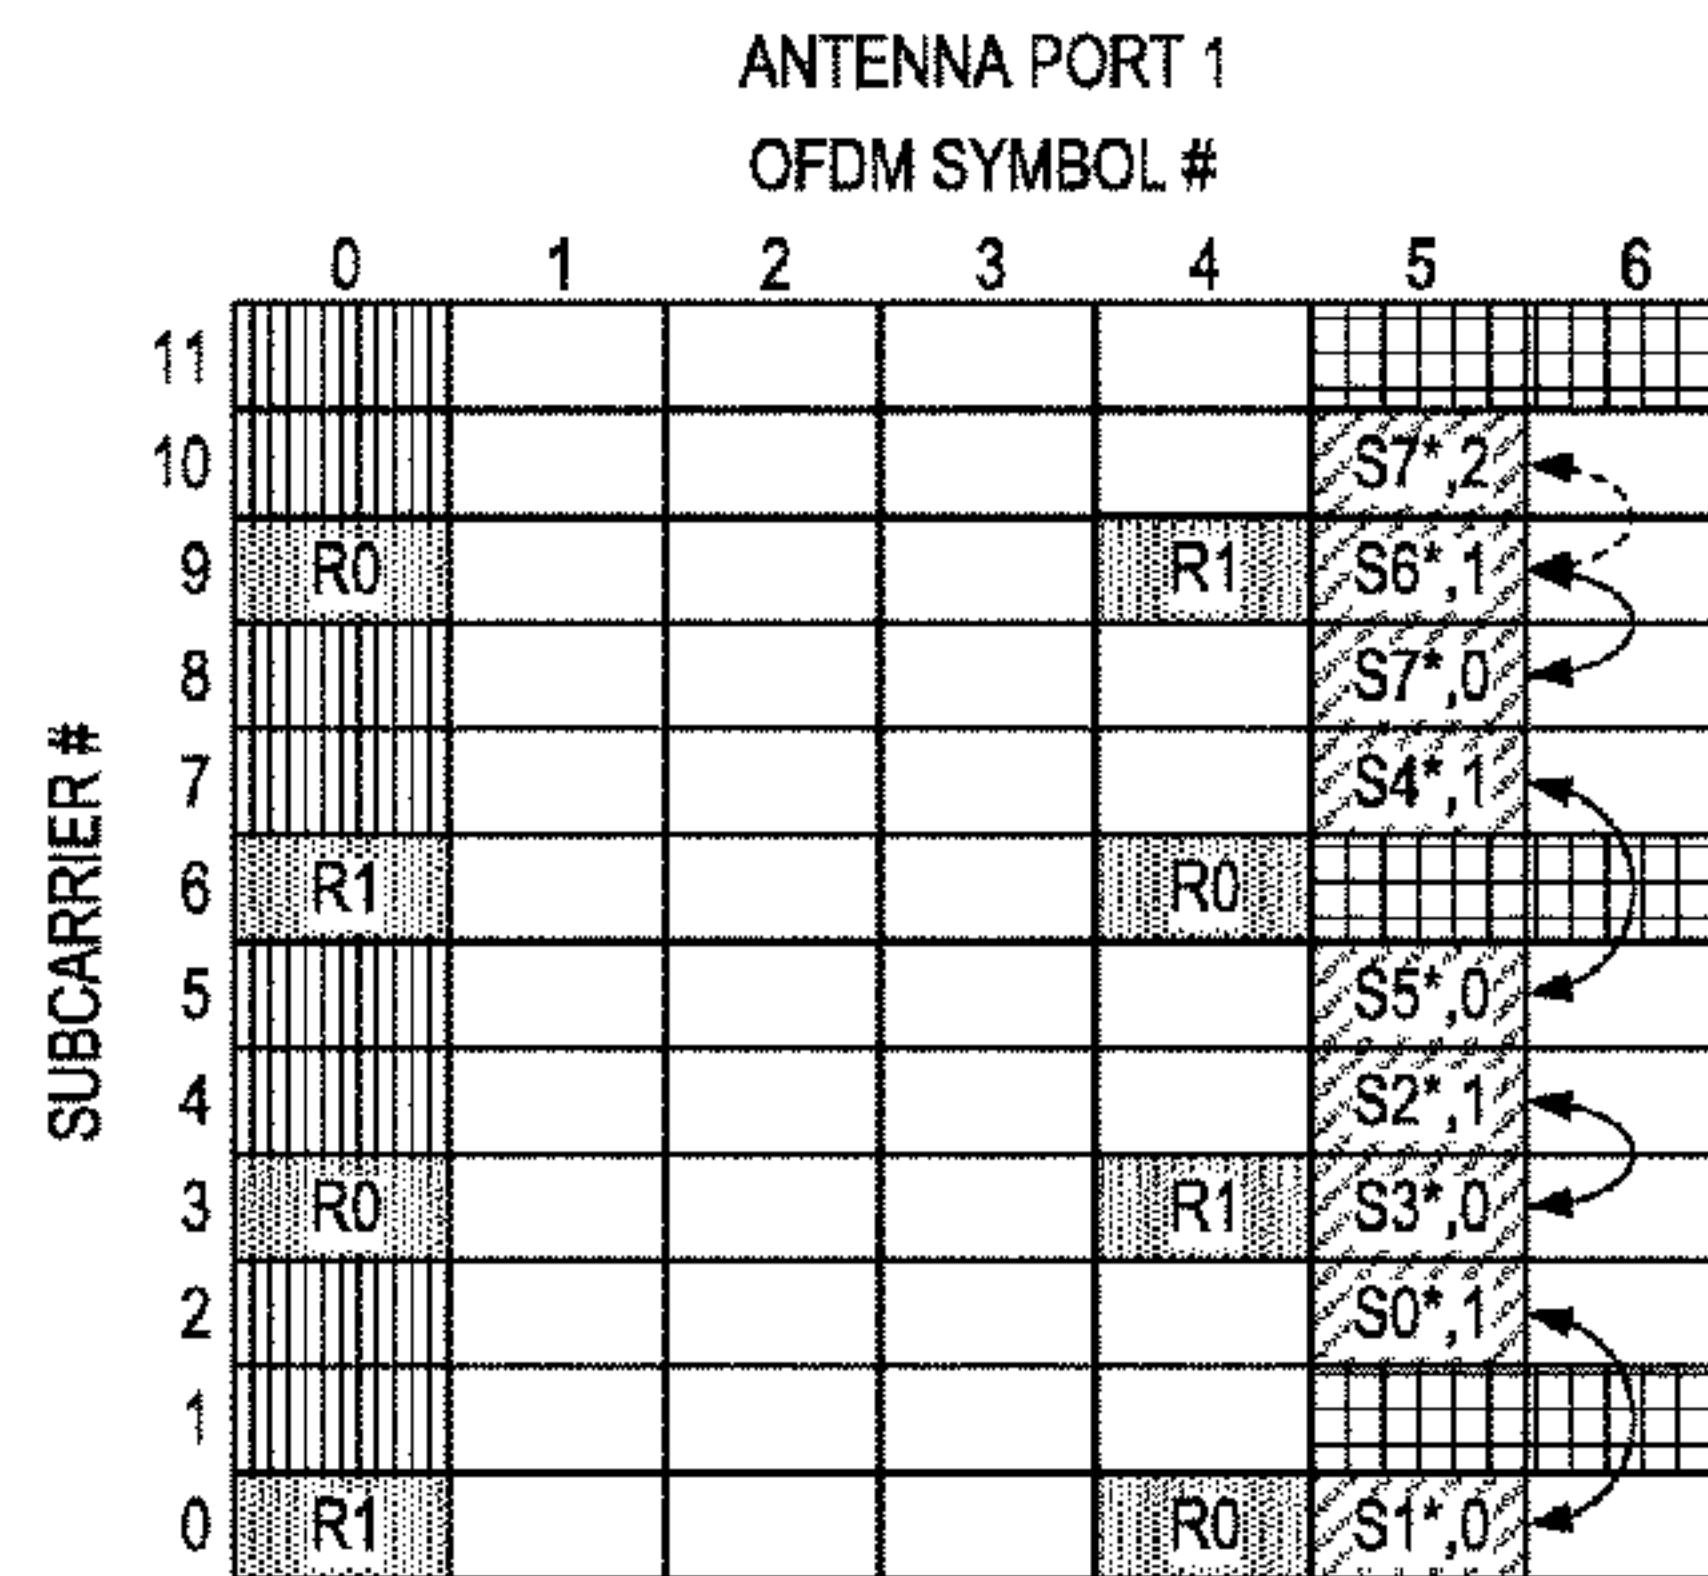 ANTENNA PORT 1
OFDM SYMBOL #
0 1 2 3 4 5 6
SUBCARRIER #
11
10 S7*,2
9 R0 R1 S6*,1
8 S7*,0
7 S4*,1
6 R1 R0
5 S5*,0
4 S2*,1
3 R0 R1 S3*,0
2 S0*,1
1
0 R1 R0 S1*,0